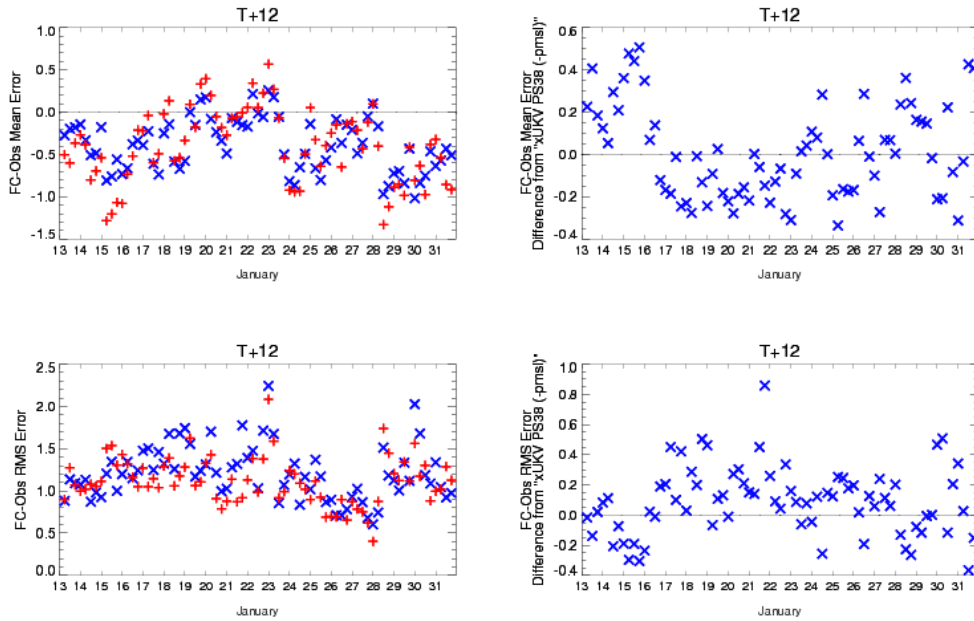 T+12
FC-Obs Mean Error
1.0
0.5
0.0
-0.5
-1.0
-1.5
13 14 15 16 17 18 19 20 21 22 23 24 25 26 27 28 29 30 31
January
T+12
FC-Obs Mean Error
Difference from "xUKV PS38 (-pmsl)"
0.6
0.4
0.2
0.0
-0.2
-0.4
13 14 15 16 17 18 19 20 21 22 23 24 25 26 27 28 29 30 31
January
T+12
FC-Obs RMS Error
2.5
2.0
1.5
1.0
0.5
0.0
13 14 15 16 17 18 19 20 21 22 23 24 25 26 27 28 29 30 31
January
T+12
FC-Obs RMS Error
Difference from "xUKV PS38 (-pmsl)"
1.0
0.8
0.6
0.4
0.2
0.0
-0.2
-0.4
13 14 15 16 17 18 19 20 21 22 23 24 25 26 27 28 29 30 31
January